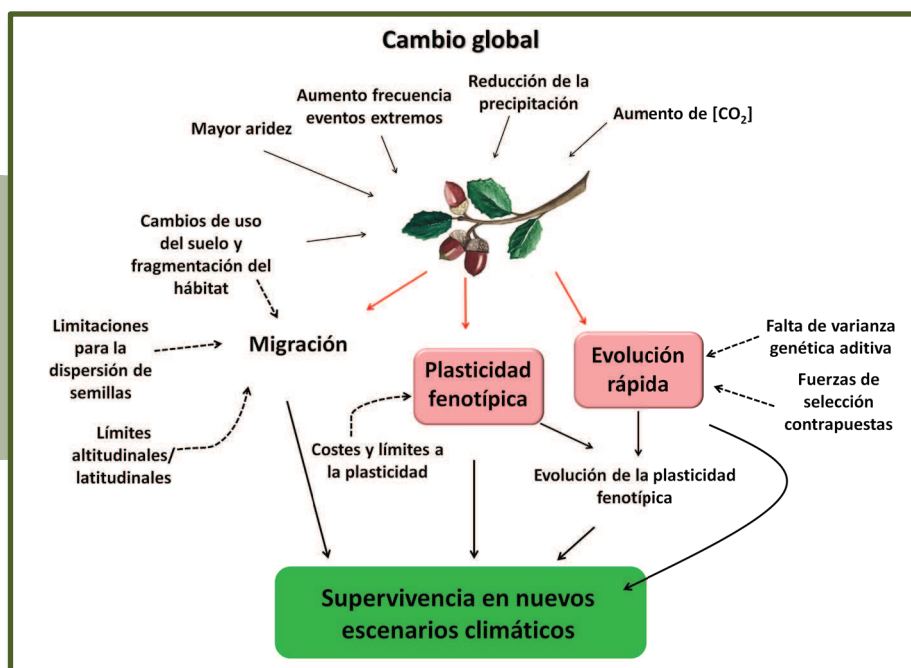 Cambio global
Reducción de la
precipitación
Aumento frecuencia
eventos extremos
Aumento de [CO₂]
Mayor aridez
Cambios de uso
del suelo y
fragmentación del
hábitat
Limitaciones
para la
dispersión de
semillas
Migración
Límites
altitudinales/
latitudinales
Plasticidad
fenotípica
Costes y límites a
la plasticidad
Evolución
rápida
Falta de varianza
genética aditiva
Fuerzas de
selección
contrapuestas
Evolución de la plasticidad
fenotípica
Supervivencia en nuevos
escenarios climáticos